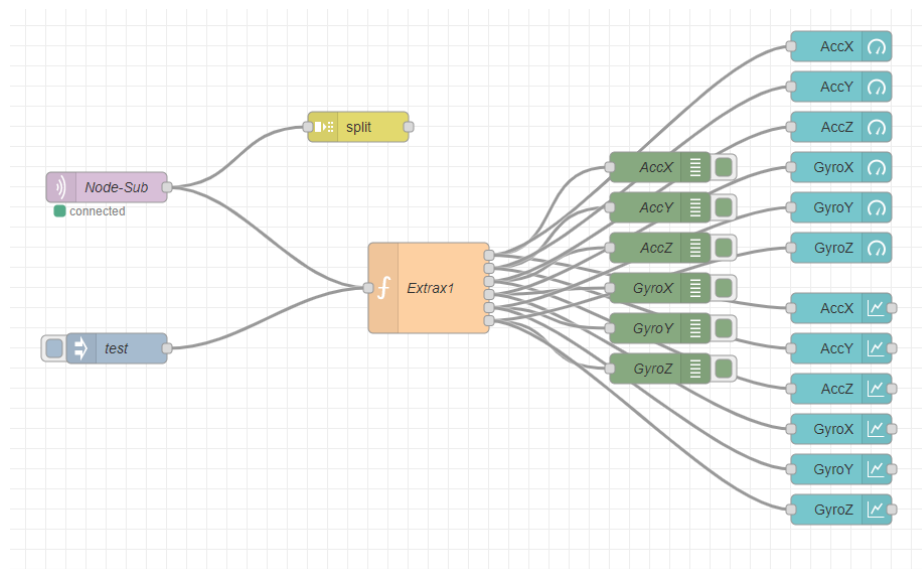 AccX
AccY
split
AccZ
AccX
GyroX
Node-Sub
connected
AccY
GyroY
AccZ
GyroZ
Extrax1
GyroX
AccX
test
GyroY
AccY
GyroZ
AccZ
GyroX
GyroY
GyroZ